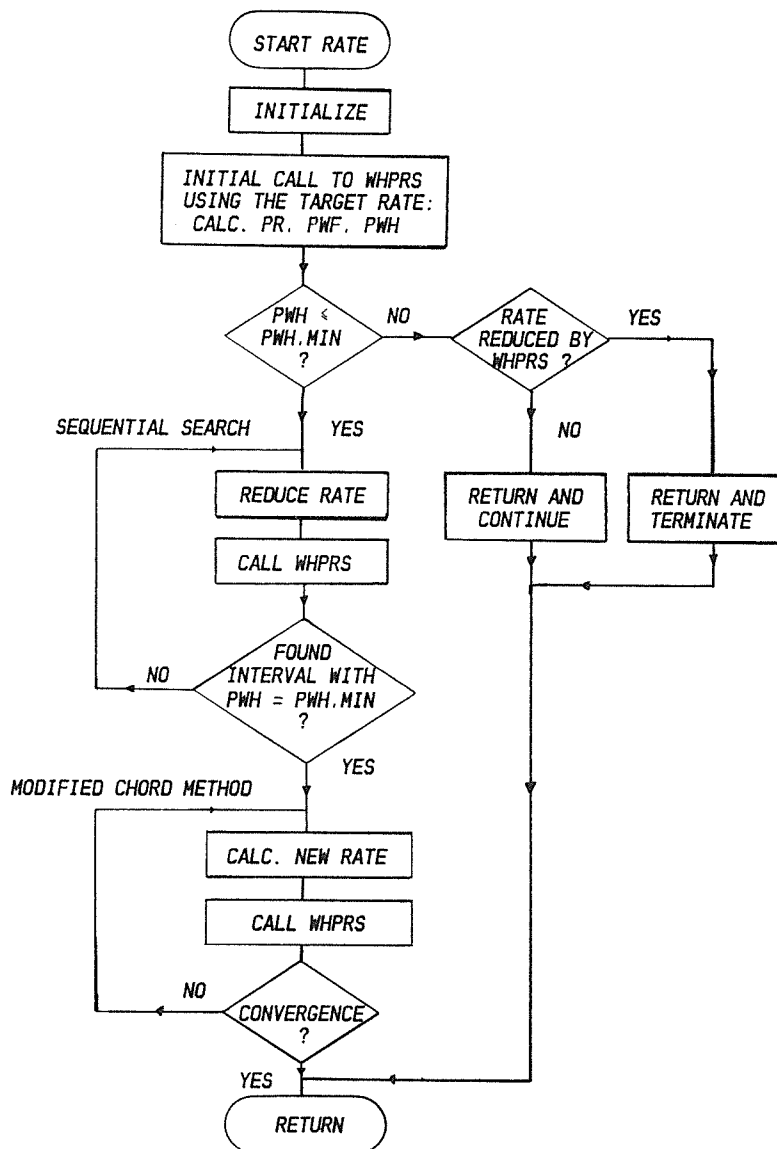 START RATE
INITIALIZE
INITIAL CALL TO WHPRS
USING THE TARGET RATE:
CALC. PR. PWF. PWH
PWH ≤
PWH.MIN
?
NO
RATE
REDUCED BY
WHPRS ?
YES
YES
NO
SEQUENTIAL SEARCH
REDUCE RATE
RETURN AND
CONTINUE
RETURN AND
TERMINATE
CALL WHPRS
FOUND
INTERVAL WITH
PWH = PWH.MIN
?
NO
YES
MODIFIED CHORD METHOD
CALC. NEW RATE
CALL WHPRS
NO
CONVERGENCE
?
YES
RETURN